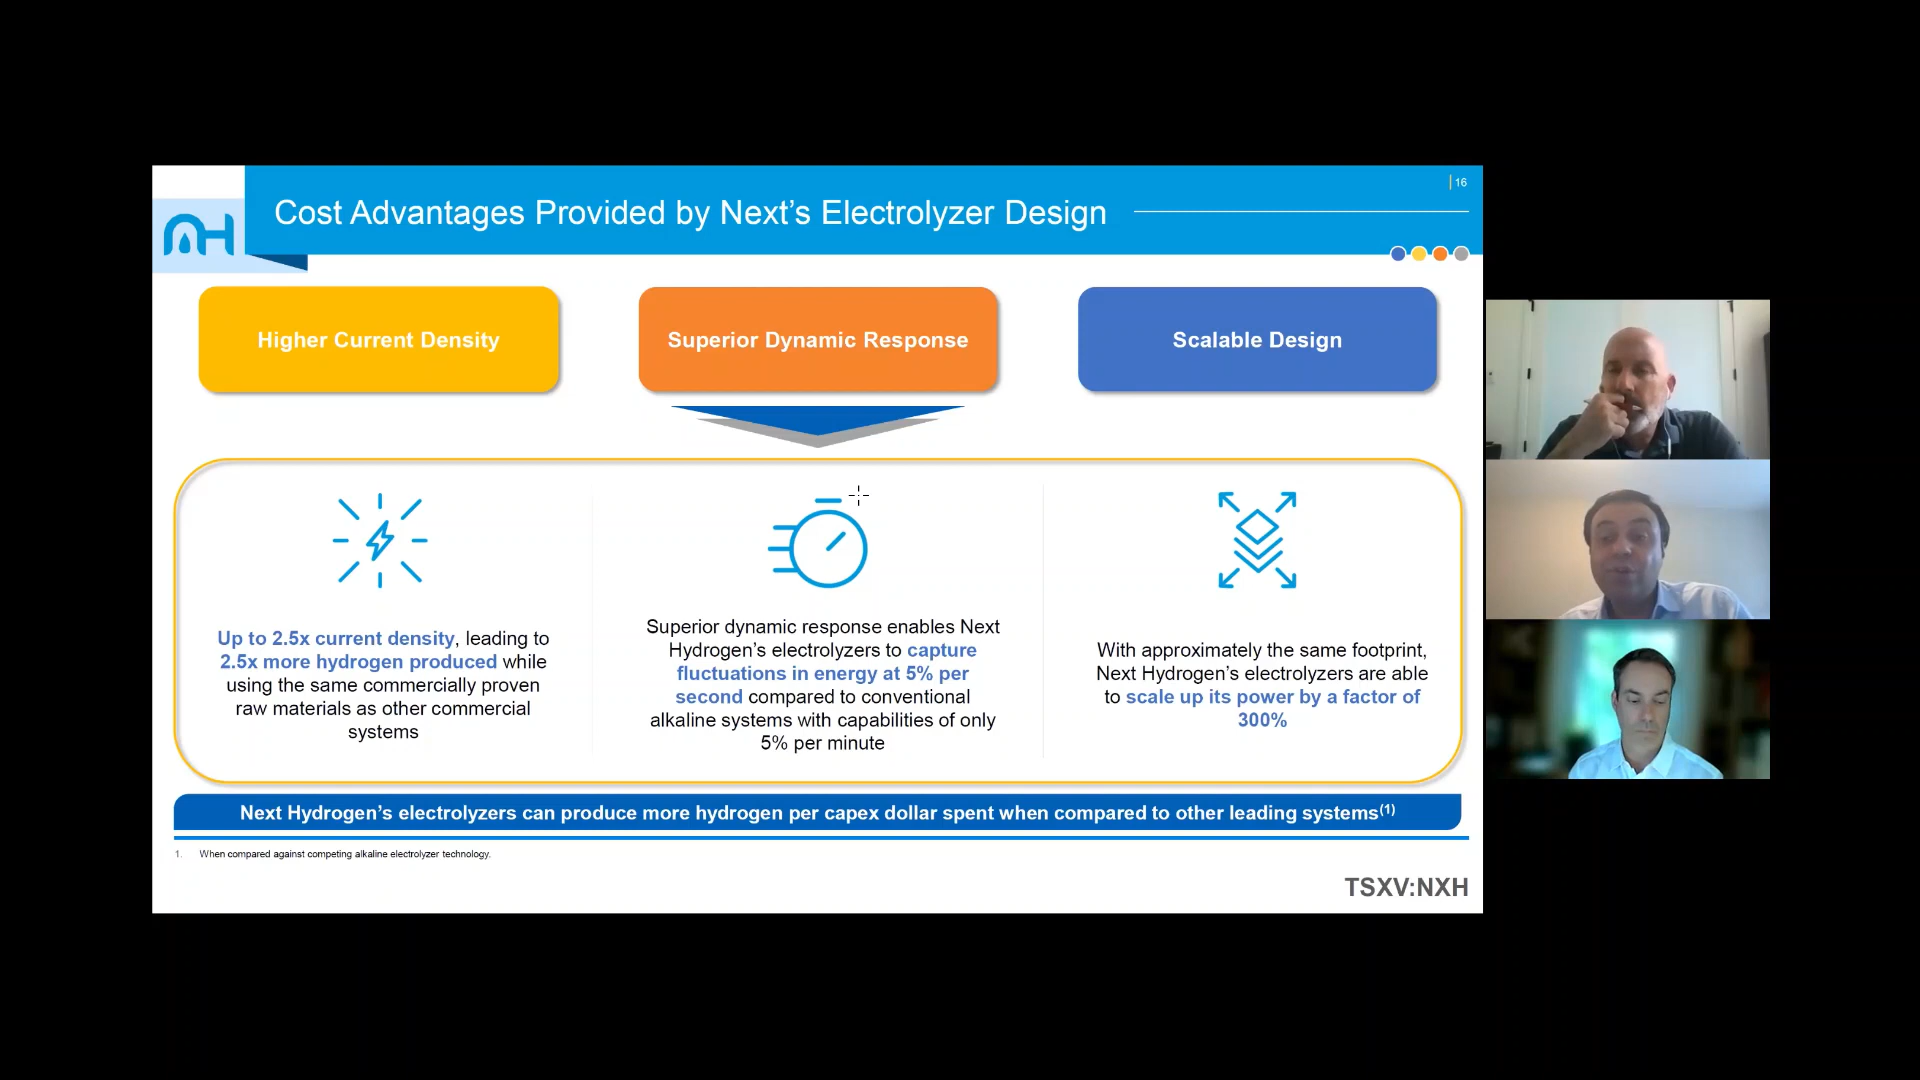 Cost Advantages Provided by Next's Electrolyzer Design
16
NH
Higher Current Density
Superior Dynamic Response
Scalable Design
Up to 2.5x current density, leading to
2.5x more hydrogen produced while
using the same commercially proven
raw materials as other commercial
systems
Superior dynamic response enables Next
Hydrogen's electrolyzers to capture
fluctuations in energy at 5% per
second compared to conventional
alkaline systems with capabilities of only
5% per minute
With approximately the same footprint,
Next Hydrogen's electrolyzers are able
to scale up its power by a factor of
300%
Next Hydrogen's electrolyzers can produce more hydrogen per capex dollar spent when compared to other leading systems(1)
1. When compared against competing alkaline electrolyzer technology.
TSXV:NXH